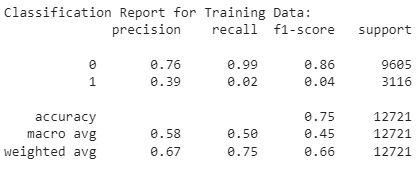 Classification Report for Training Data:
precision recall f1-score support
0 0.76 0.99 0.86 9605
1 0.39 0.02 0.04 3116
accuracy 0.75 12721
macro avg 0.58 0.50 0.45 12721
weighted avg 0.67 0.75 0.66 12721